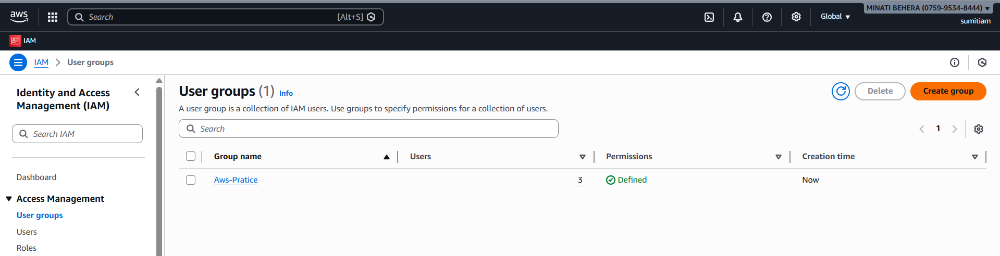 aws
Search [Alt+S]
Global
MINATI BEHERA (0759-9534-8444)
sumitiam
IAM
IAM > User groups
Identity and Access
Management (IAM)
Search IAM
Dashboard
Access Management
User groups
Users
Roles
User groups (1) Info
Delete
Create group
A user group is a collection of IAM users. Use groups to specify permissions for a collection of users.
Search
1
Group name Users Permissions Creation time
Aws-Pratice 3 Defined Now